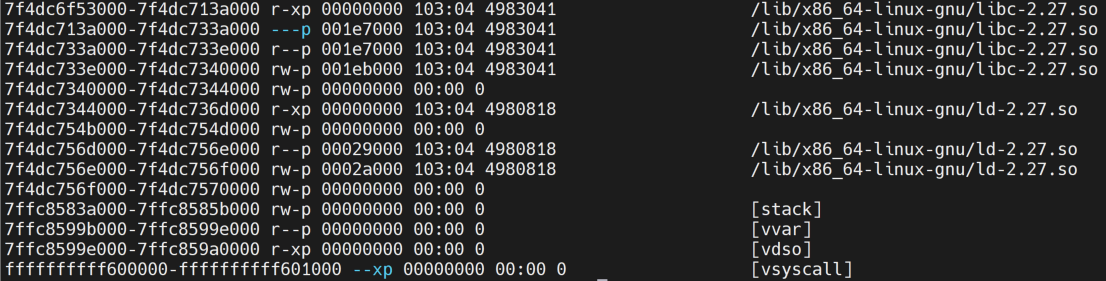 7f4dc6f53000-7f4dc713a000 r-xp 00000000 103:04 4983041 /lib/x86_64-linux-gnu/libc-2.27.so
7f4dc713a000-7f4dc733a000 ---p 001e7000 103:04 4983041 /lib/x86_64-linux-gnu/libc-2.27.so
7f4dc733a000-7f4dc733e000 r--p 001e7000 103:04 4983041 /lib/x86_64-linux-gnu/libc-2.27.so
7f4dc733e000-7f4dc7340000 rw-p 001eb000 103:04 4983041 /lib/x86_64-linux-gnu/libc-2.27.so
7f4dc7340000-7f4dc7344000 rw-p 00000000 00:00 0
7f4dc7344000-7f4dc736d000 r-xp 00000000 103:04 4980818 /lib/x86_64-linux-gnu/ld-2.27.so
7f4dc754b000-7f4dc754d000 rw-p 00000000 00:00 0
7f4dc756d000-7f4dc756e000 r--p 00029000 103:04 4980818 /lib/x86_64-linux-gnu/ld-2.27.so
7f4dc756e000-7f4dc756f000 rw-p 0002a000 103:04 4980818 /lib/x86_64-linux-gnu/ld-2.27.so
7f4dc756f000-7f4dc7570000 rw-p 00000000 00:00 0
7ffc8583a000-7ffc8585b000 rw-p 00000000 00:00 0 [stack]
7ffc8599b000-7ffc8599e000 r--p 00000000 00:00 0 [vvar]
7ffc8599e000-7ffc859a0000 r-xp 00000000 00:00 0 [vdso]
ffffffffff600000-ffffffffff601000 --xp 00000000 00:00 0 [vsyscall]